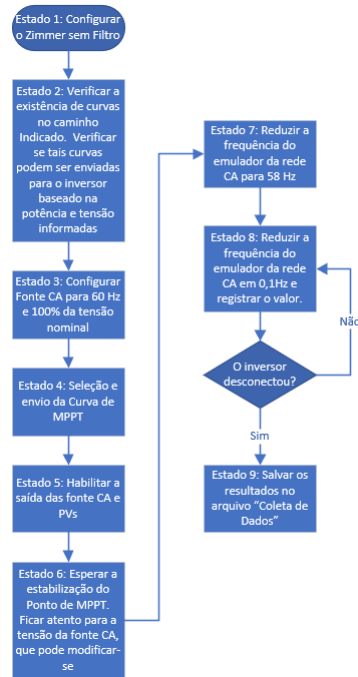 Estado 1: Configurar
o Zimmer sem Filtro
Estado 2: Verificar a
existência de curvas
no caminho
Indicado. Verificar
se tais curvas
podem ser enviadas
para o inversor
baseado na
potência e tensão
informadas
Estado 3: Configurar
Fonte CA para 60 Hz
e 100% da tensão
nominal
Estado 4: Seleção e
envio da Curva de
MPPT
Estado 5: Habilitar a
saída das fonte CA e
PVs
Estado 6: Esperar a
estabilização do
Ponto de MPPT.
Ficar atento para a
tensão da fonte CA,
que pode modificar-
se
Estado 7: Reduzir a
frequência do
emulador da rede
CA para 58 Hz
Estado 8: Reduzir a
frequência do
emulador da rede
CA em 0,1Hz e
registrar o valor.
Não
O inversor
desconectou?
Sim
Estado 9: Salvar os
resultados no
arquivo “Coleta de
Dados”